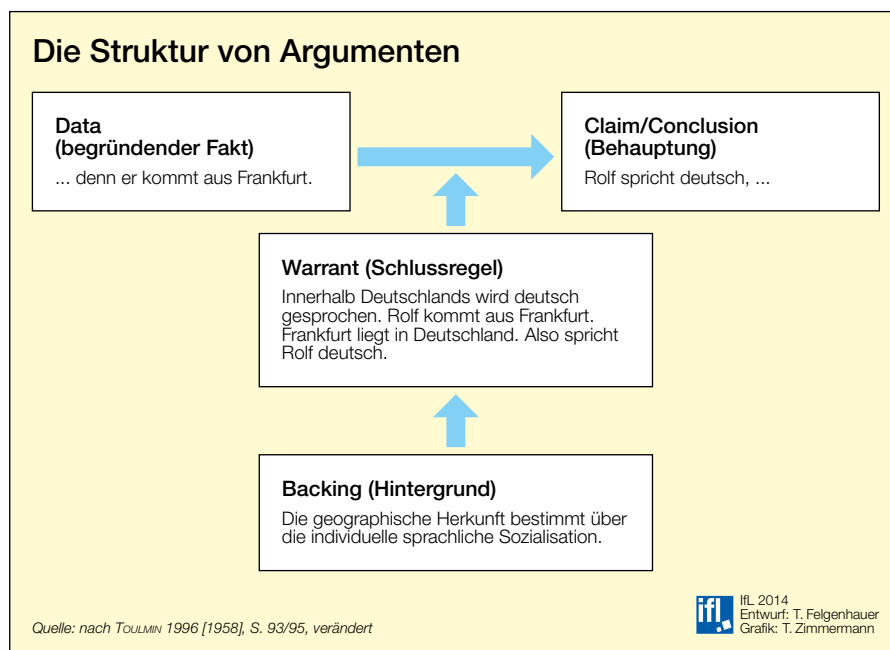 Die Struktur von Argumenten
Data
(begründender Fakt)
... denn er kommt aus Frankfurt.
Claim/Conclusion
(Behauptung)
Rolf spricht deutsch, ...
Warrant (Schlussregel)
Innerhalb Deutschlands wird deutsch
gesprochen. Rolf kommt aus Frankfurt.
Frankfurt liegt in Deutschland. Also spricht
Rolf deutsch.
Backing (Hintergrund)
Die geographische Herkunft bestimmt über
die individuelle sprachliche Sozialisation.
Quelle: nach Toulmin 1996 [1958], S. 93/95, verändert
ifl
IfL 2014
Entwurf: T. Felgenhauer
Grafik: T. Zimmermann